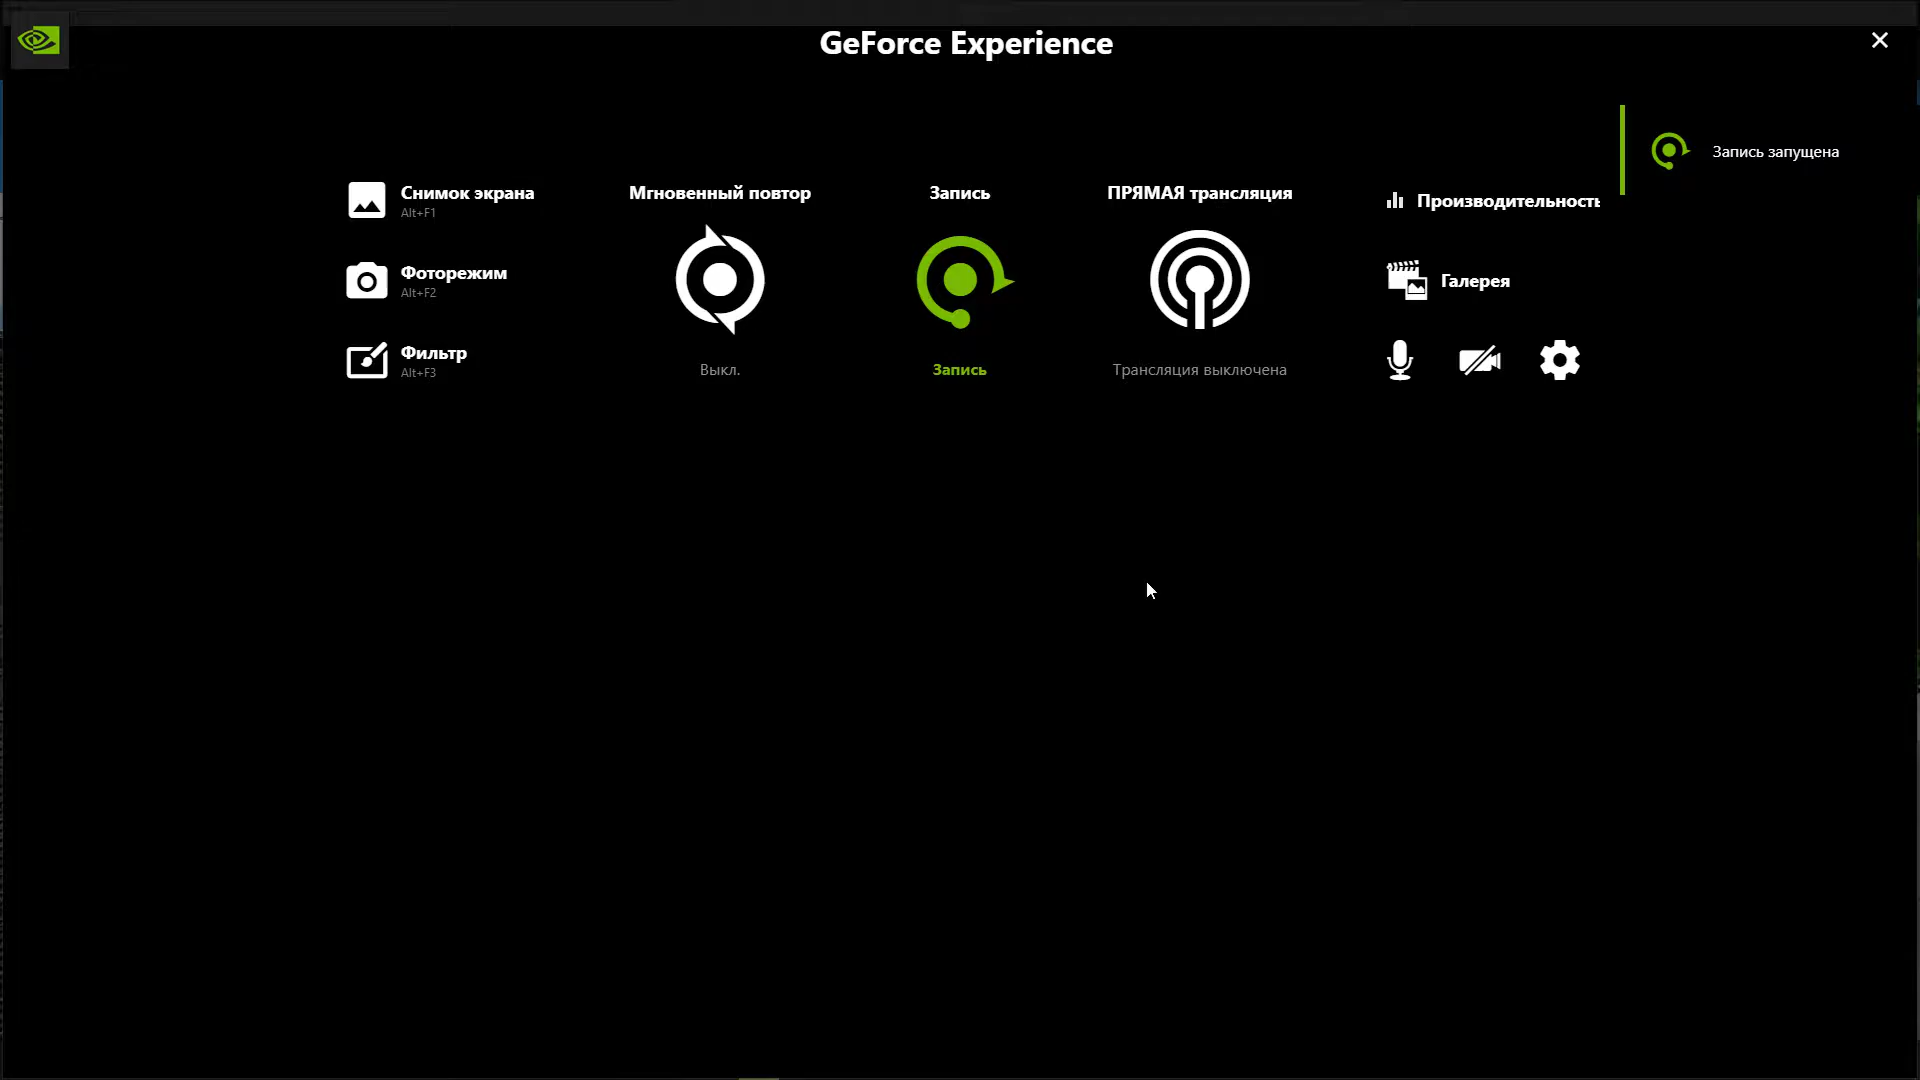 GeForce Experience
Запись запущена
Снимок экрана
Alt+F1
Мгновенный повтор
Запись
ПРЯМАЯ трансляция
Производительность
Фоторежим
Alt+F2
Галерея
Фильтр
Alt+F3
Выкл.
Запись
Трансляция выключена